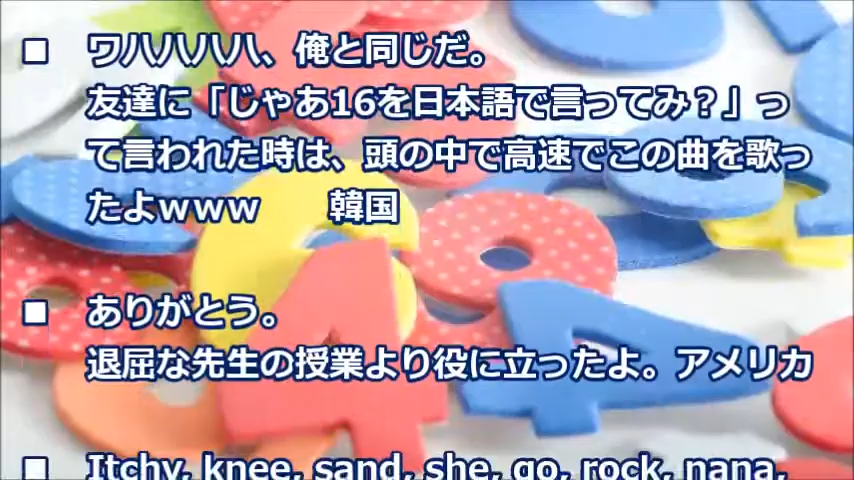 ■ ワハハハハ、俺と同じだ。
友達に「じゃあ16を日本語で言ってみ？」っ
て言われた時は、頭の中で高速でこの曲を歌っ
たよwww 韓国
■ ありがとう。
退屈な先生の授業より役に立ったよ。アメリカ
■ Itchy, knee, sand, she, go, rock, nana,